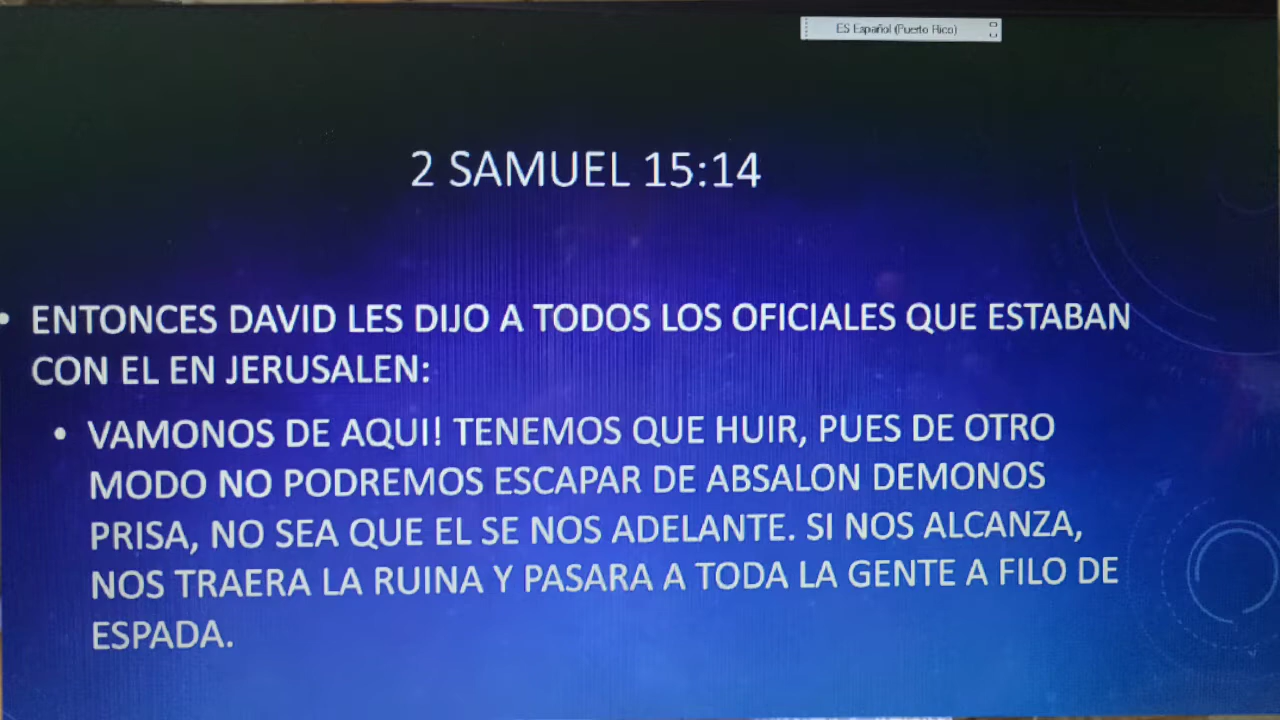 ES Español (Puerto Rico)
2 SAMUEL 15:14
• ENTONCES DAVID LES DIJO A TODOS LOS OFICIALES QUE ESTABAN
CON EL EN JERUSALEN:
• VAMONOS DE AQUI! TENEMOS QUE HUIR, PUES DE OTRO
MODO NO PODREMOS ESCAPAR DE ABSALON DEMONOS
PRISA, NO SEA QUE EL SE NOS ADELANTE. SI NOS ALCANZA,
NOS TRAERA LA RUINA Y PASARA A TODA LA GENTE A FILO DE
ESPADA.